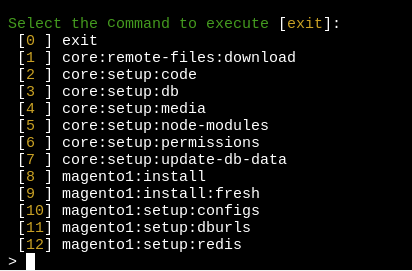 Select the command to execute [exit]:
[0 ] exit
[1 ] core:remote-files:download
[2 ] core:setup:code
[3 ] core:setup:db
[4 ] core:setup:media
[5 ] core:setup:node-modules
[6 ] core:setup:permissions
[7 ] core:setup:update-db-data
[8 ] magento1:install
[9 ] magento1:install:fresh
[10] magento1:setup:configs
[11] magento1:setup:dburls
[12] magento1:setup:redis
>